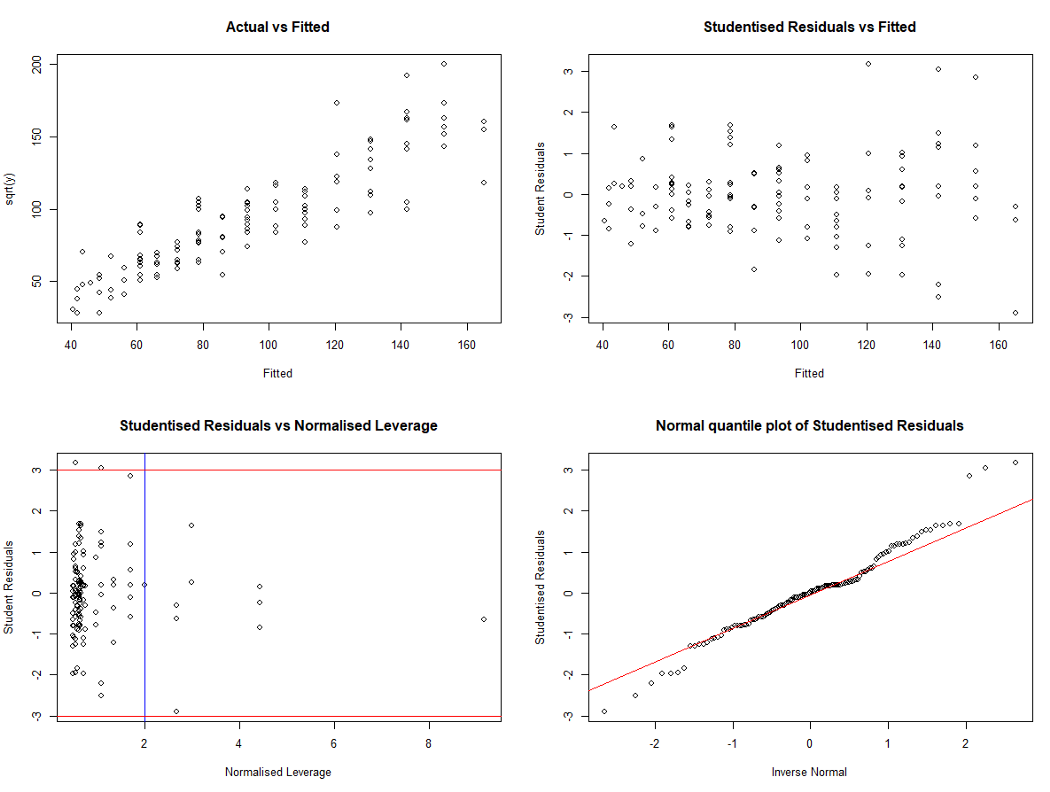 Actual vs Fitted
sqrt(y)
200
150
100
50
40 60 80 100 120 140 160
Fitted
Studentised Residuals vs Fitted
Student Residuals
3
2
1
0
-1
-2
-3
40 60 80 100 120 140 160
Fitted
Studentised Residuals vs Normalised Leverage
Student Residuals
3
2
1
0
-1
-2
-3
2 4 6 8
Normalised Leverage
Normal quantile plot of Studentised Residuals
Studentised Residuals
3
2
1
0
-1
-2
-3
-2 -1 0 1 2
Inverse Normal